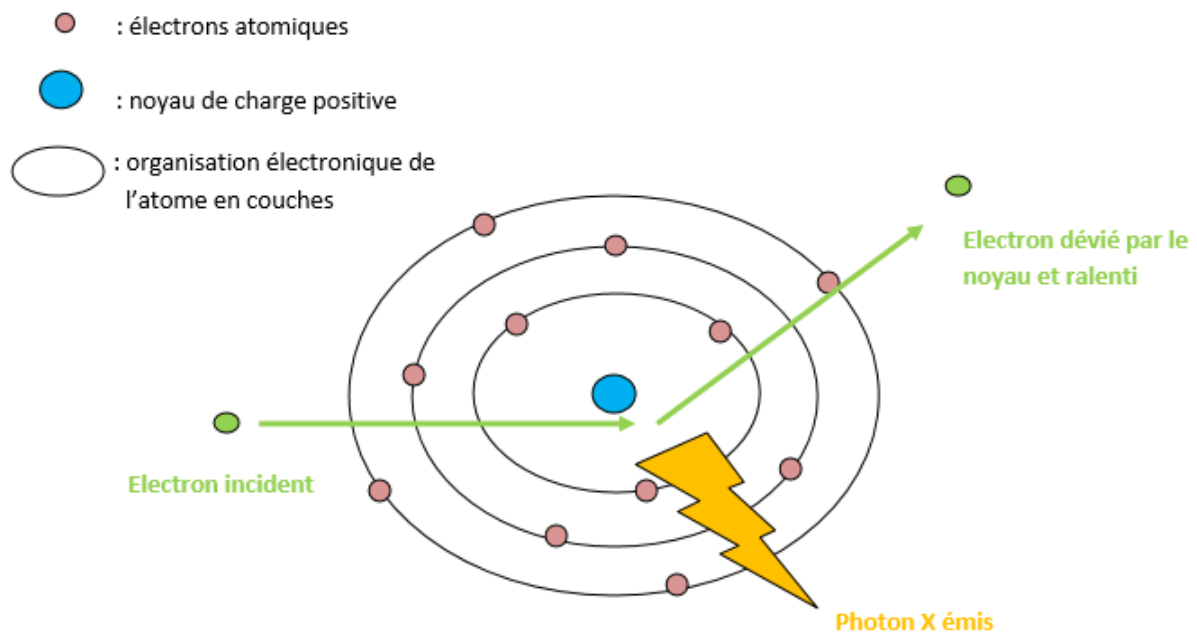 : électrons atomiques
: noyau de charge positive
: organisation électronique de
l'atome en couches
Electron dévié par le
noyau et ralenti
Electron incident
Photon X émis